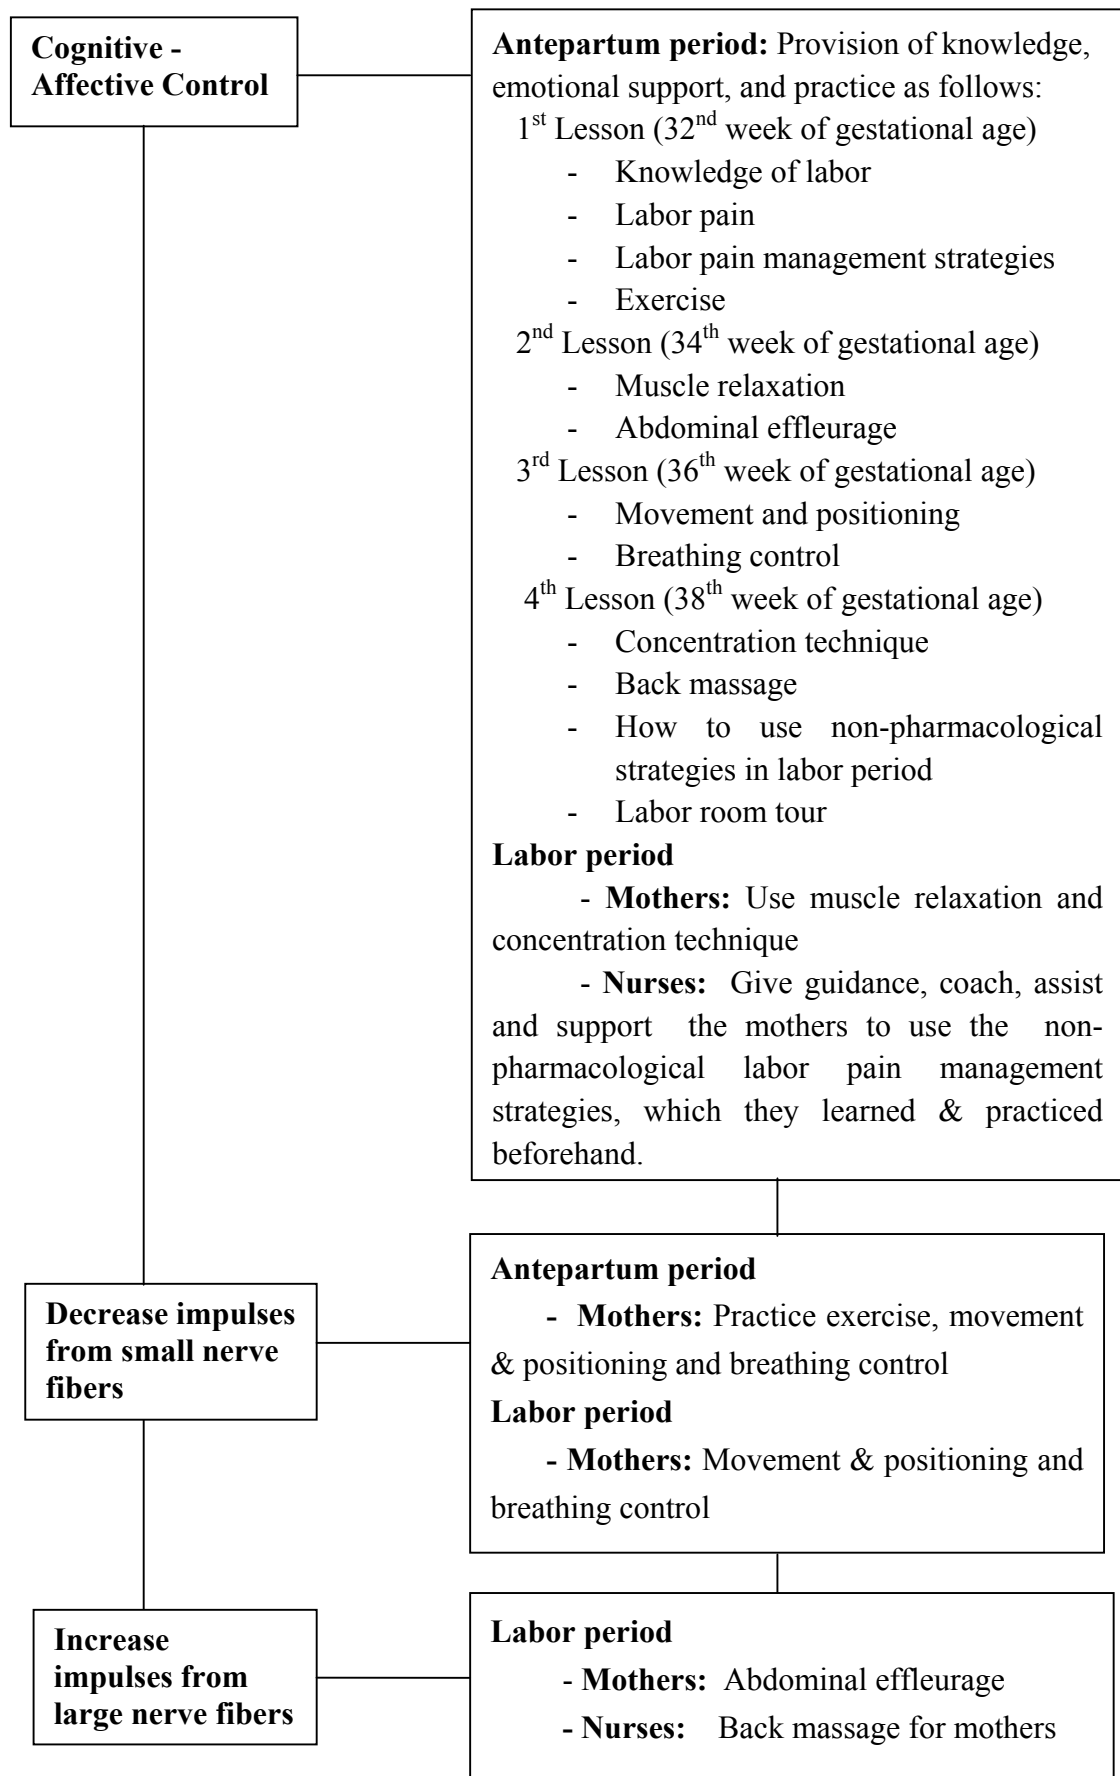 Cognitive -
Affective Control
Antepartum period: Provision of knowledge,
emotional support, and practice as follows:
1st Lesson (32nd week of gestational age)
- Knowledge of labor
- Labor pain
- Labor pain management strategies
- Exercise
2nd Lesson (34th week of gestational age)
- Muscle relaxation
- Abdominal effleurage
3rd Lesson (36th week of gestational age)
- Movement and positioning
- Breathing control
4th Lesson (38th week of gestational age)
- Concentration technique
- Back massage
- How to use non-pharmacological
strategies in labor period
- Labor room tour
Labor period
- Mothers: Use muscle relaxation and
concentration technique
- Nurses: Give guidance, coach, assist
and support the mothers to use the non-
pharmacological labor pain management
strategies, which they learned & practiced
beforehand.
Decrease impulses
from small nerve
fibers
Antepartum period
- Mothers: Practice exercise, movement
& positioning and breathing control
Labor period
- Mothers: Movement & positioning and
breathing control
Increase
impulses from
large nerve fibers
Labor period
- Mothers: Abdominal effleurage
- Nurses: Back massage for mothers